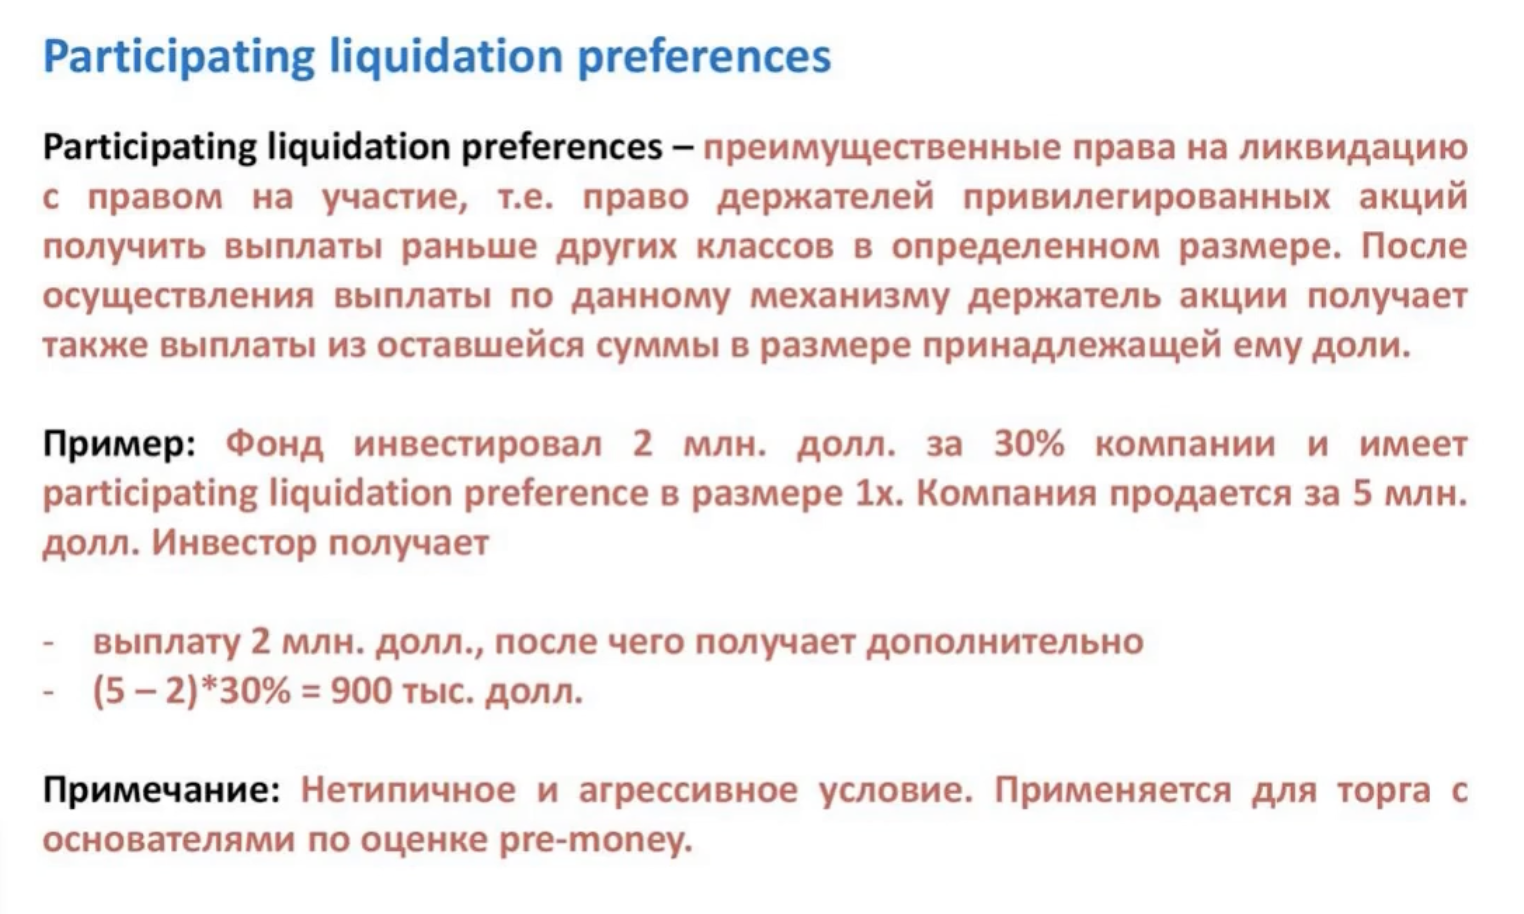 Participating liquidation preferences
Participating liquidation preferences – преимущественные права на ликвидацию
с правом на участие, т.е. право держателей привилегированных акций
получить выплаты раньше других классов в определенном размере. После
осуществления выплаты по данному механизму держатель акции получает
также выплаты из оставшейся суммы в размере принадлежащей ему доли.
Пример: Фонд инвестировал 2 млн. долл. за 30% компании и имеет
participating liquidation preference в размере 1х. Компания продается за 5 млн.
долл. Инвестор получает
- выплату 2 млн. долл., после чего получает дополнительно
- (5 – 2)*30% = 900 тыс. долл.
Примечание: Нетипичное и агрессивное условие. Применяется для торга с
основателями по оценке pre-money.